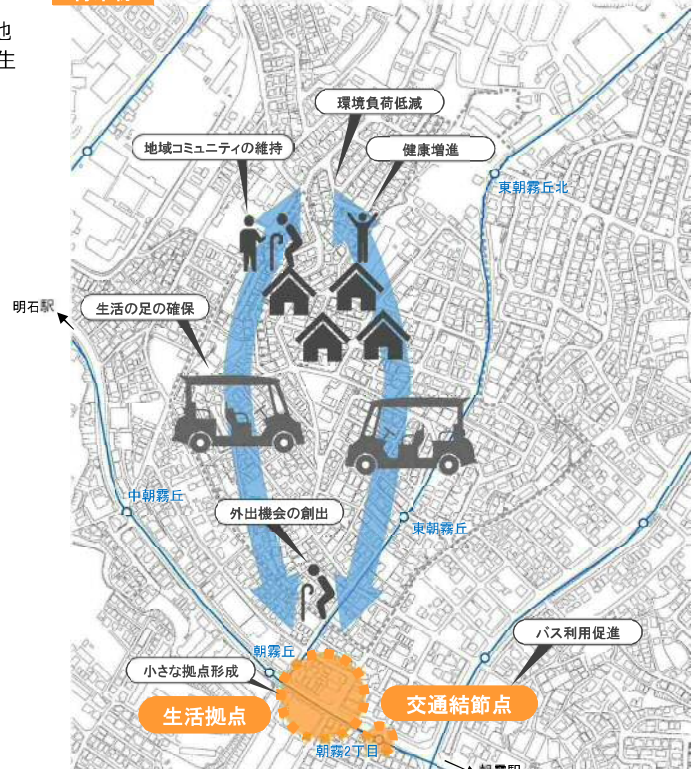 環境負荷低減
地域コミュニティの維持
健康増進
東朝霧丘北
明石駅
生活の足の確保
中朝霧丘
外出機会の創出
東朝霧丘
バス利用促進
朝霧丘
小さな拠点形成
生活拠点
交通結節点
朝霧2丁目